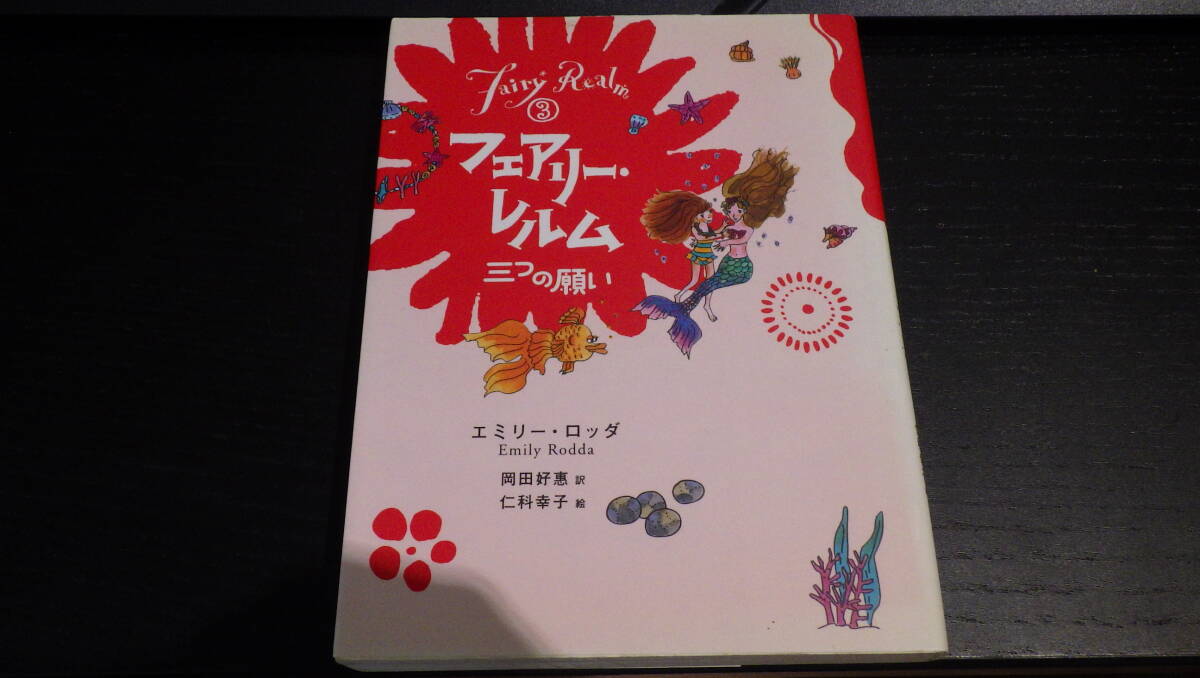 Fairy Realm
③
フェアリー・
レルム
三つの願い
エミリー・ロッダ
Emily Rodda
岡田好惠 訳
仁科幸子 絵